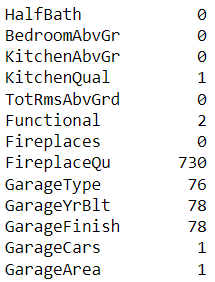 HalfBath 0
BedroomAbvGr 0
KitchenAbvGr 0
KitchenQual 1
TotRmsAbvGrd 0
Functional 2
Fireplaces 0
FireplaceQu 730
GarageType 76
GarageYrBlt 78
GarageFinish 78
GarageCars 1
GarageArea 1